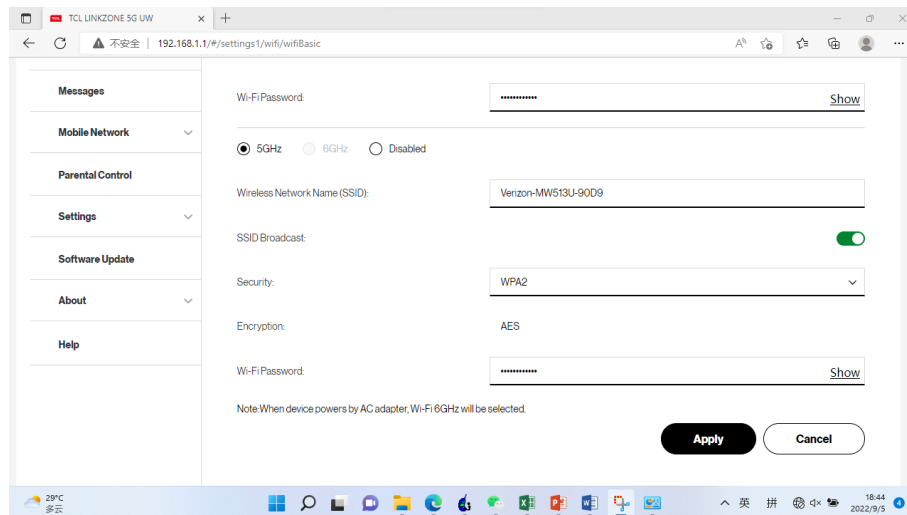 TCL TCL LINKZONE 5G UW
不安全 192.168.1.1/#/settings1/wifi/wifiBasic
Messages
Wi-Fi Password: •••••••••••• Show
Mobile Network
5GHz 6GHz Disabled
Parental Control
Wireless Network Name (SSID): Verizon-MW513U-90D9
Settings
SSID Broadcast:
Software Update
Security: WPA2
About
Encryption: AES
Help
Wi-Fi Password: •••••••••••• Show
Note:When device powers by AC adapter, Wi-Fi 6GHz will be selected.
Apply Cancel
29°C
多云
英 拼
18:44
2022/9/5
4